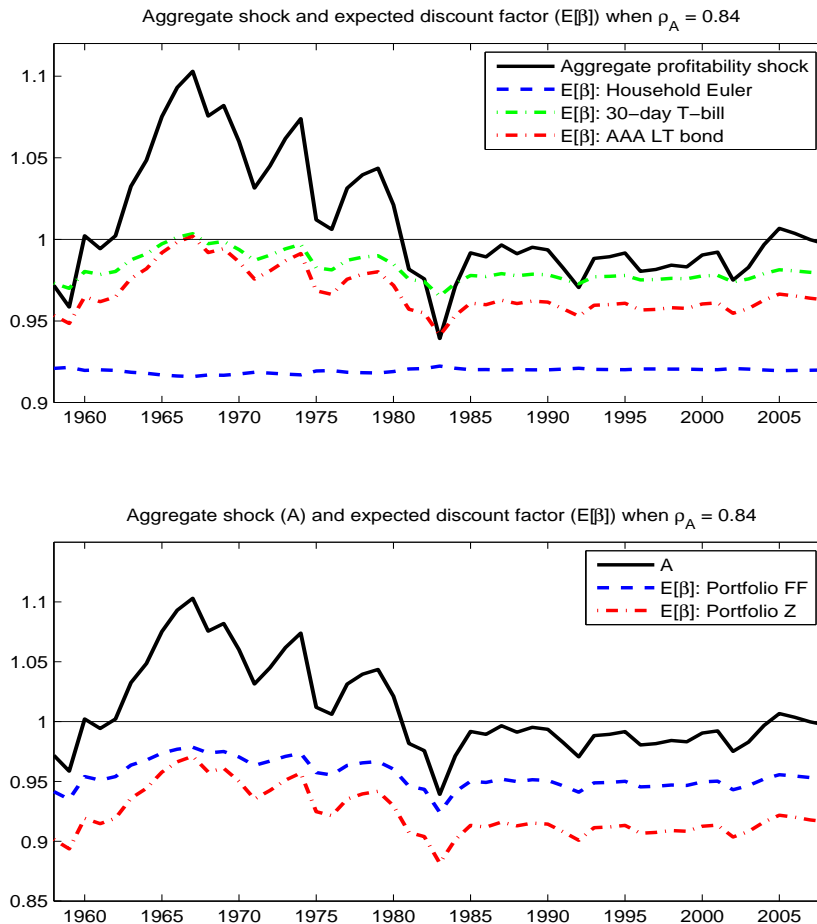 Aggregate shock and expected discount factor (E[β]) when ρ_A = 0.84
1.1
1.05
1
0.95
0.9
Aggregate profitability shock
E[β]: Household Euler
E[β]: 30−day T−bill
E[β]: AAA LT bond
1960 1965 1970 1975 1980 1985 1990 1995 2000 2005
Aggregate shock (A) and expected discount factor (E[β]) when ρ_A = 0.84
1.1
1.05
1
0.95
0.9
0.85
A
E[β]: Portfolio FF
E[β]: Portfolio Z
1960 1965 1970 1975 1980 1985 1990 1995 2000 2005